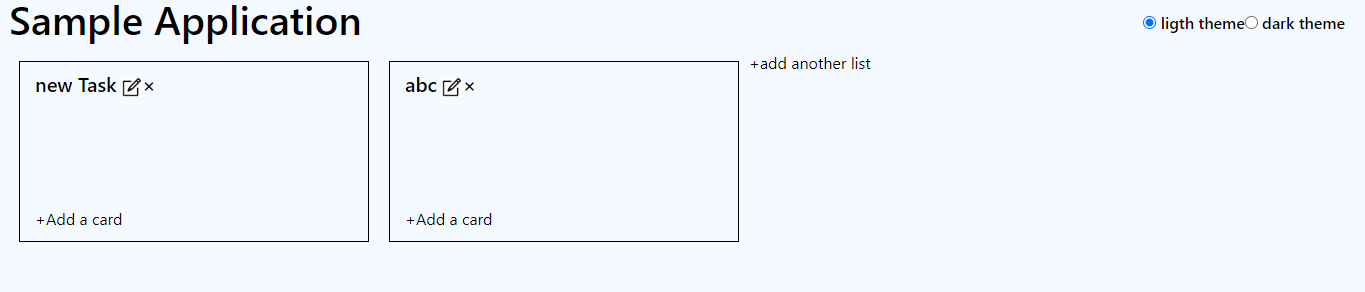 Sample Application
ligth theme dark theme
new Task ×
abc ×
+add another list
+Add a card
+Add a card